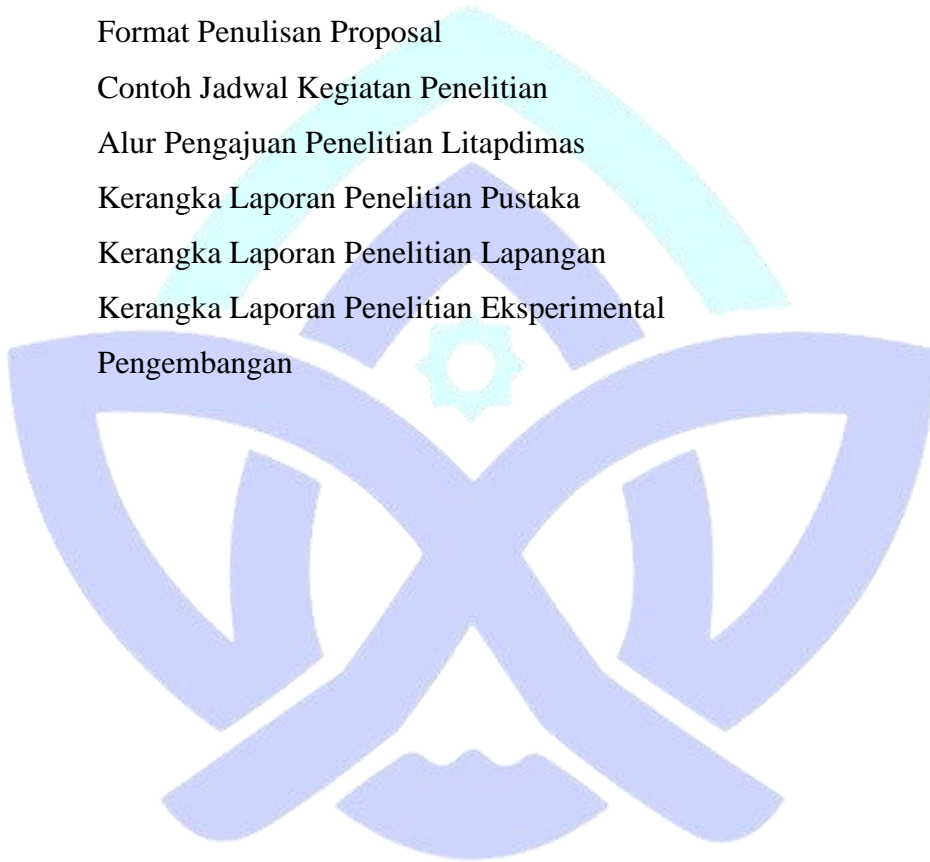 Format Penulisan Proposal
Contoh Jadwal Kegiatan Penelitian
Alur Pengajuan Penelitian Litapdimas
Kerangka Laporan Penelitian Pustaka
Kerangka Laporan Penelitian Lapangan
Kerangka Laporan Penelitian Eksperimental
Pengembangan